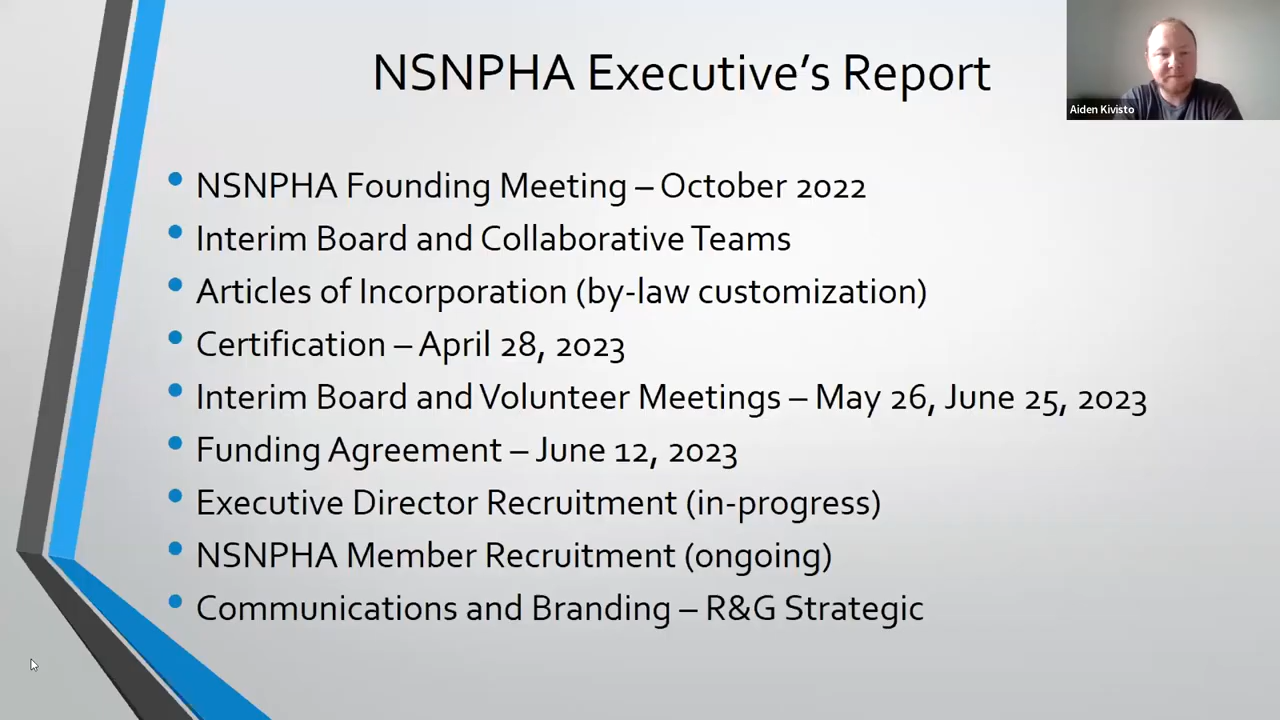 NSNPHA Executive's Report
Aiden Kivisto
• NSNPHA Founding Meeting – October 2022
• Interim Board and Collaborative Teams
• Articles of Incorporation (by-law customization)
• Certification – April 28, 2023
• Interim Board and Volunteer Meetings – May 26, June 25, 2023
• Funding Agreement – June 12, 2023
• Executive Director Recruitment (in-progress)
• NSNPHA Member Recruitment (ongoing)
• Communications and Branding – R&G Strategic